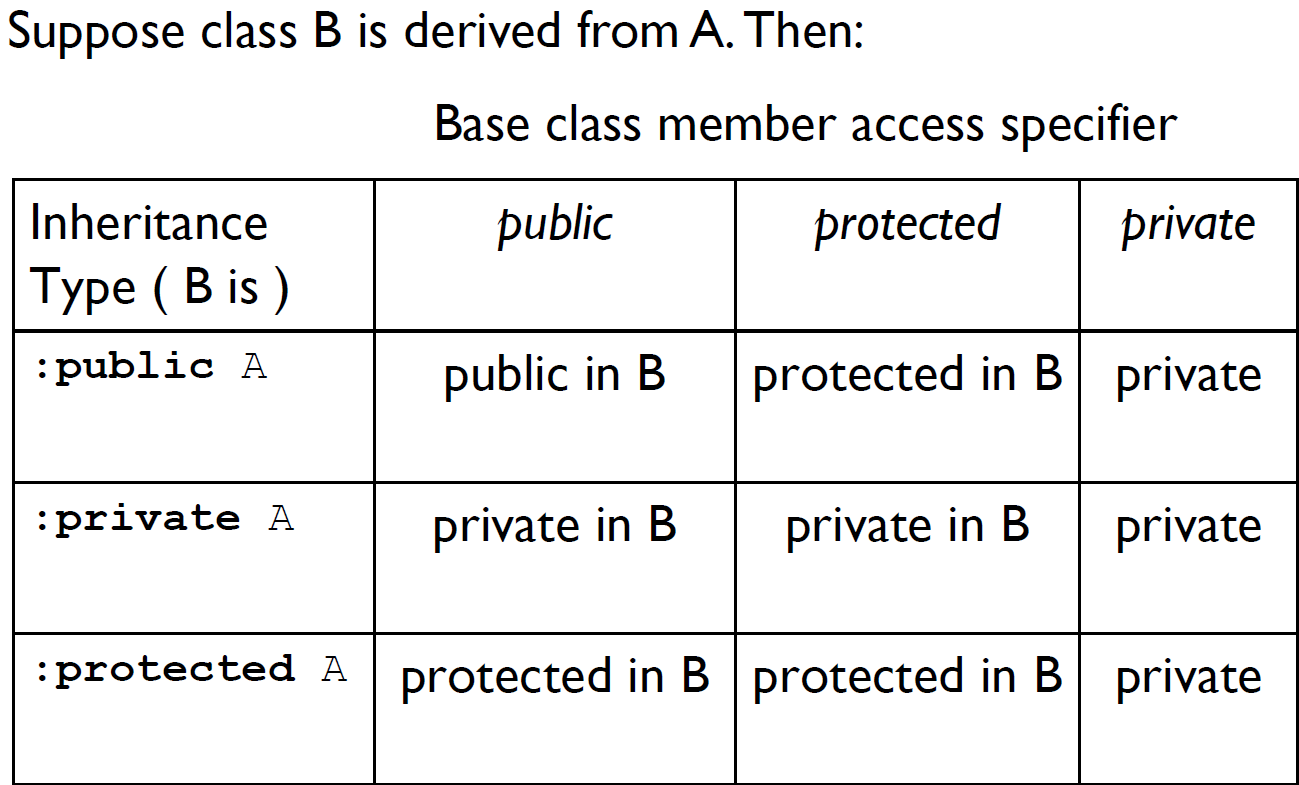 Suppose class B is derived from A. Then:
Base class member access specifier
Inheritance
Type ( B is )
public
protected
private
:public A
public in B
protected in B
private
:private A
private in B
private in B
private
:protected A
protected in B
protected in B
private